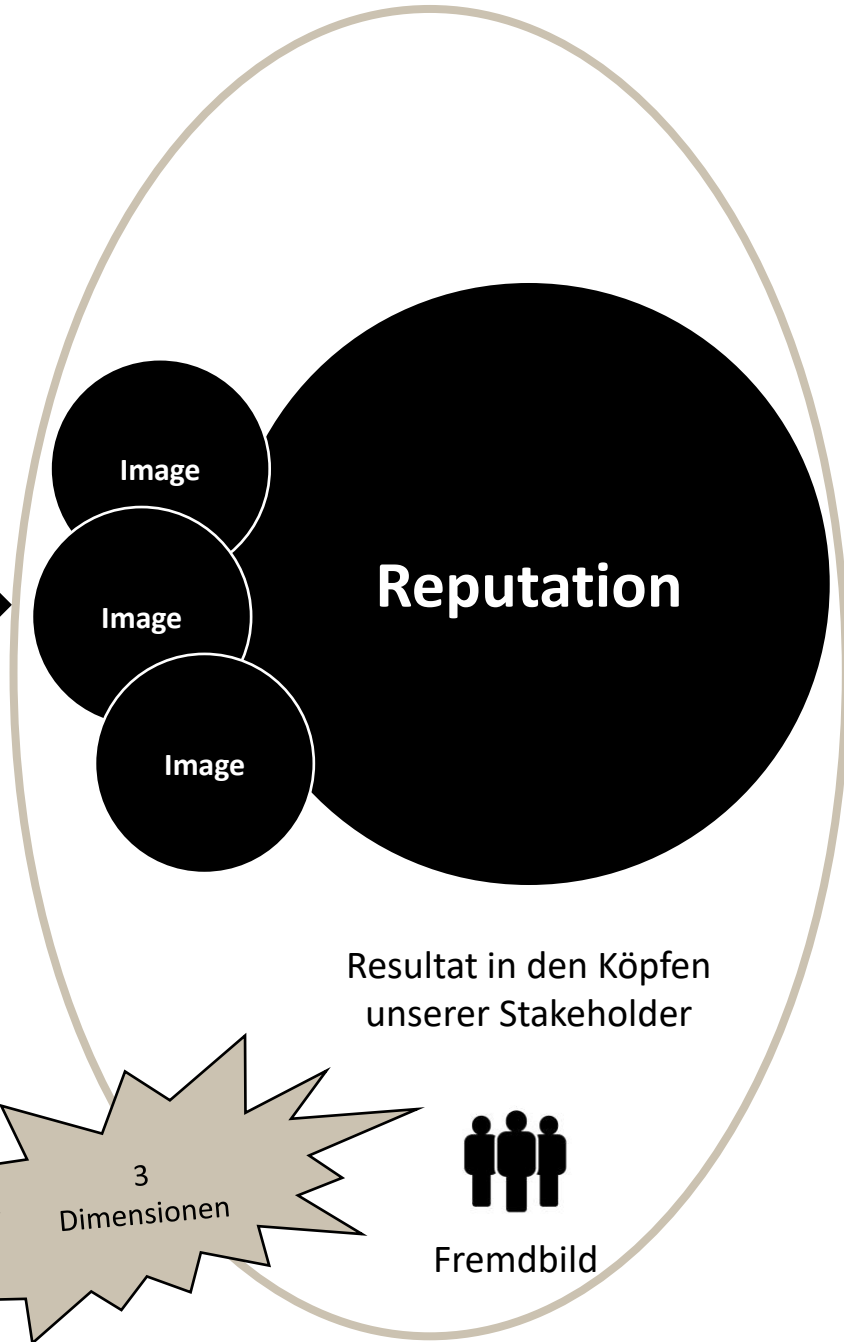 Image
Image
Image
Reputation
Resultat in den Köpfen
unserer Stakeholder
3
Dimensionen
Fremdbild